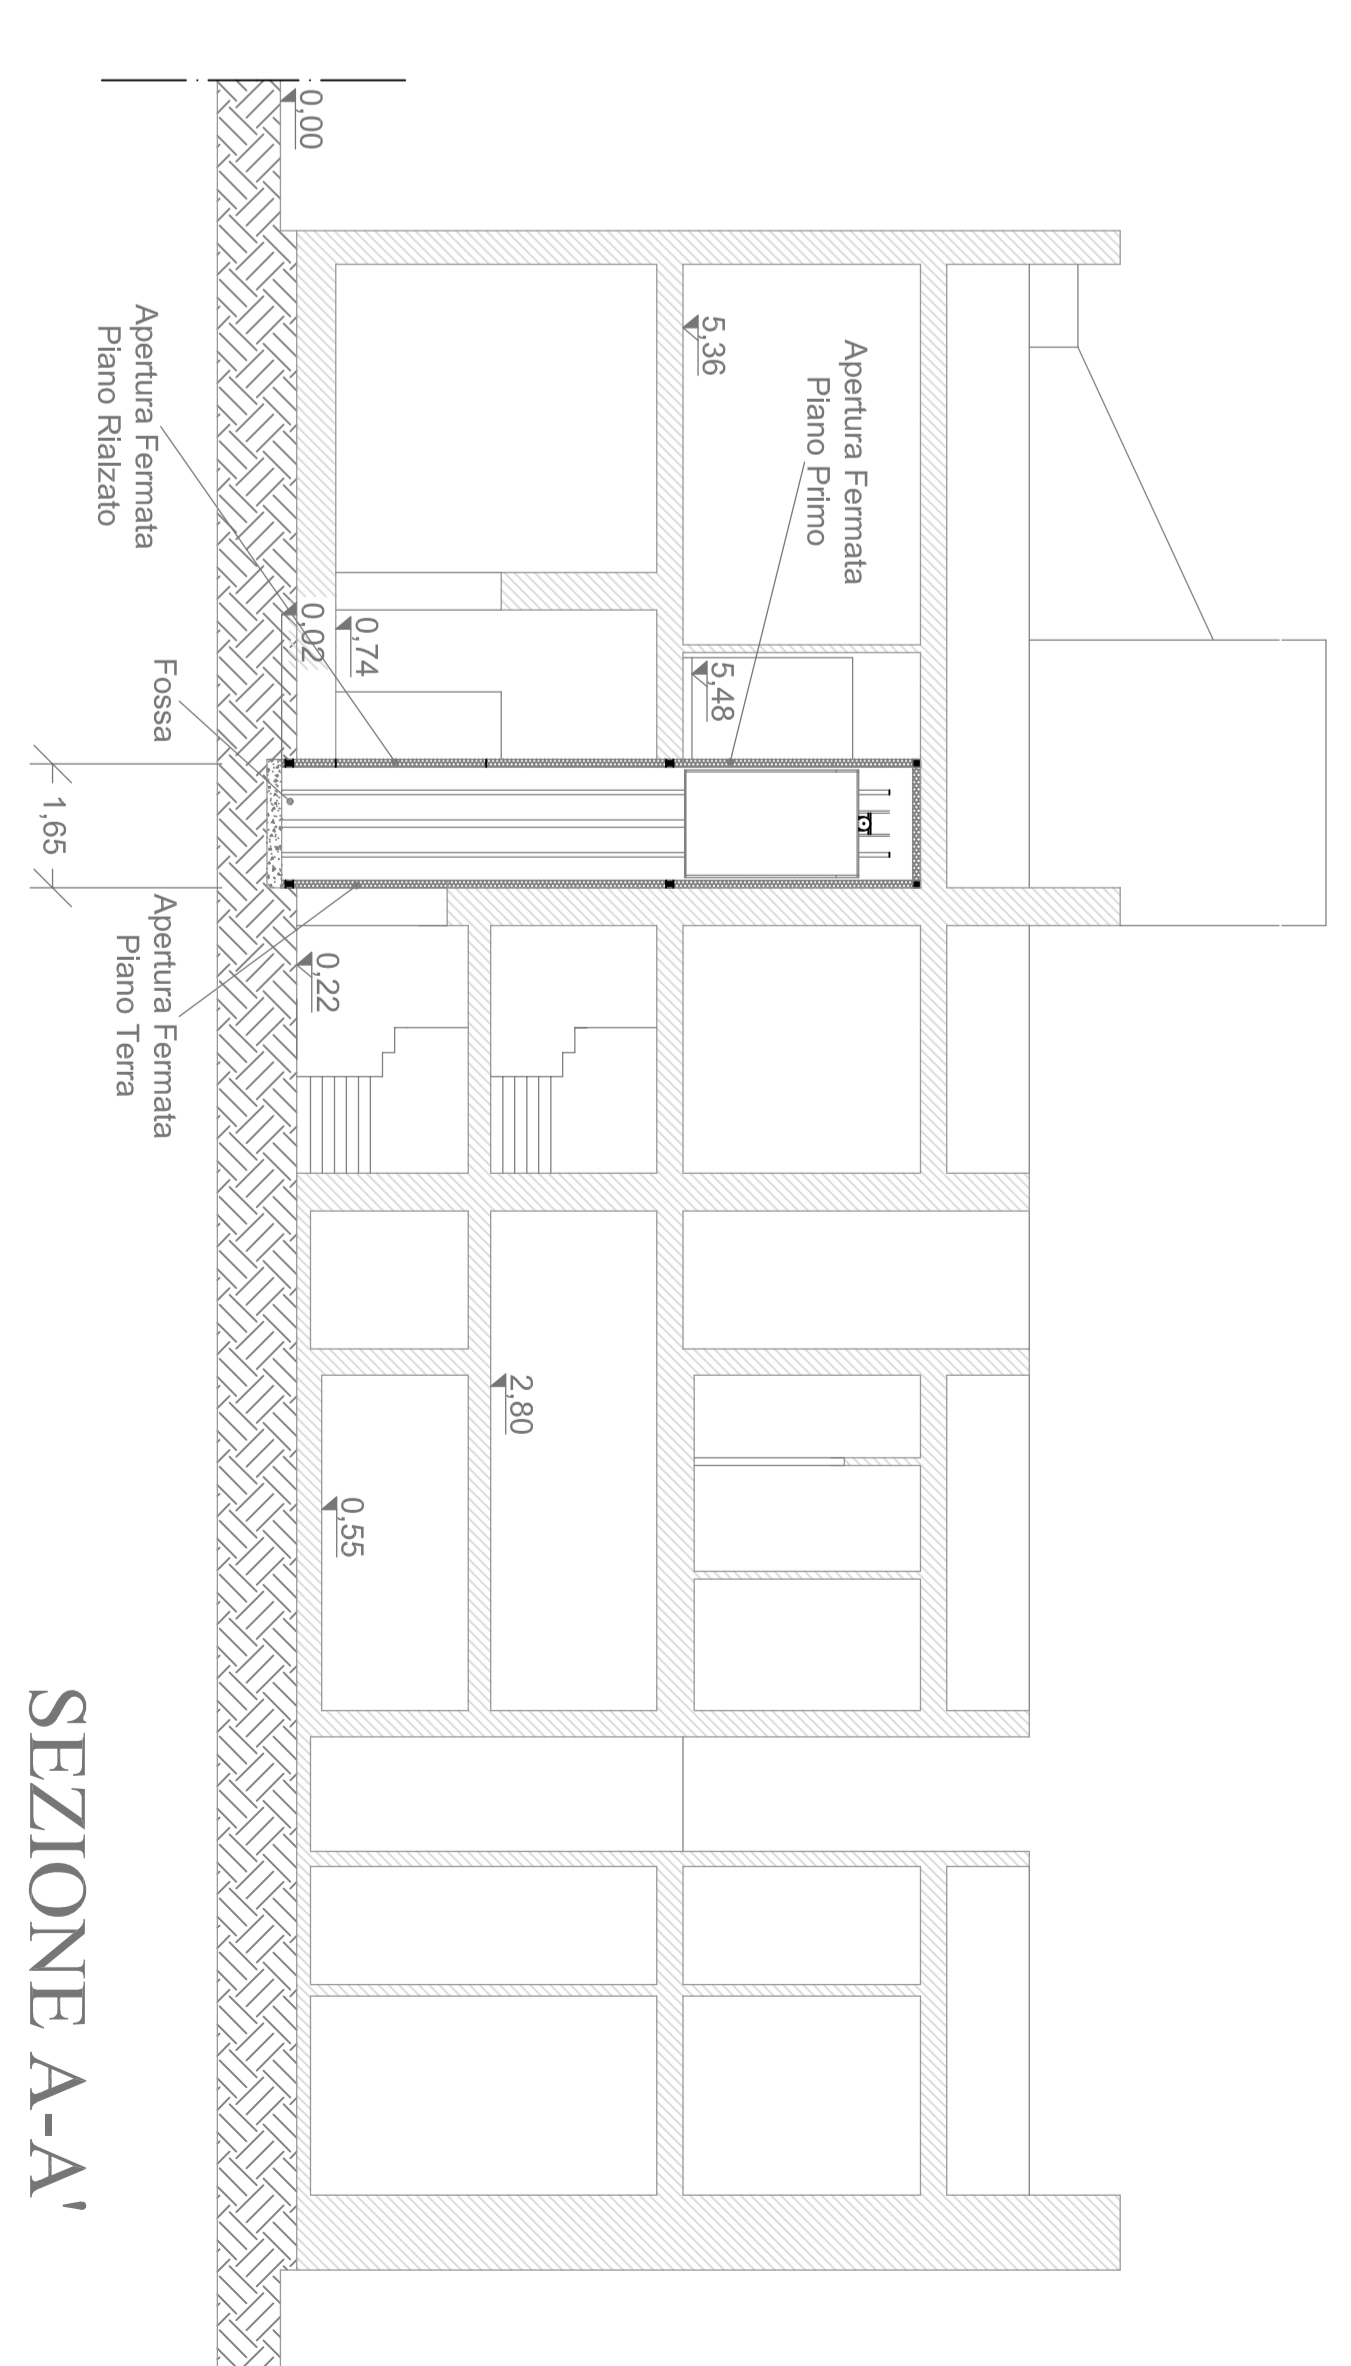 0,00
5,36
Apertura Fermata
Piano Primo
Apertura Fermata
Piano Rialzato
0,02
0,74
5,48
Fossa
1,65
Apertura Fermata
Piano Terra
0,22
2,80
0,55
SEZIONE A-A'